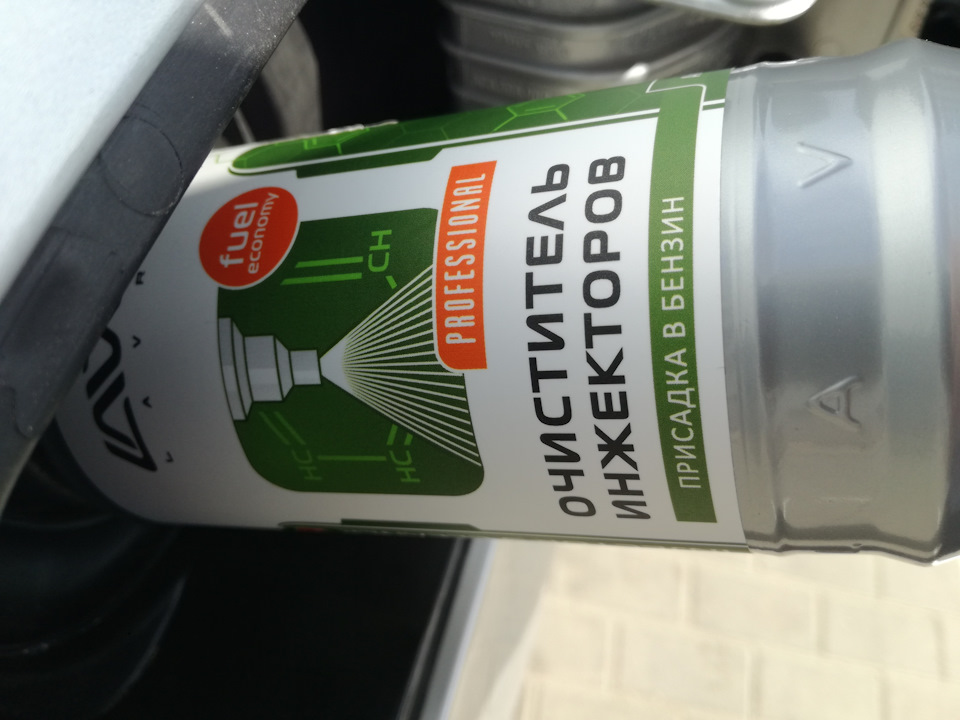 fuel
economy
CH
HC
HC
PROFESSIONAL
ОЧИСТИТЕЛЬ
ИНЖЕКТОРОВ
ПРИСАДКА В БЕНЗИН
A V